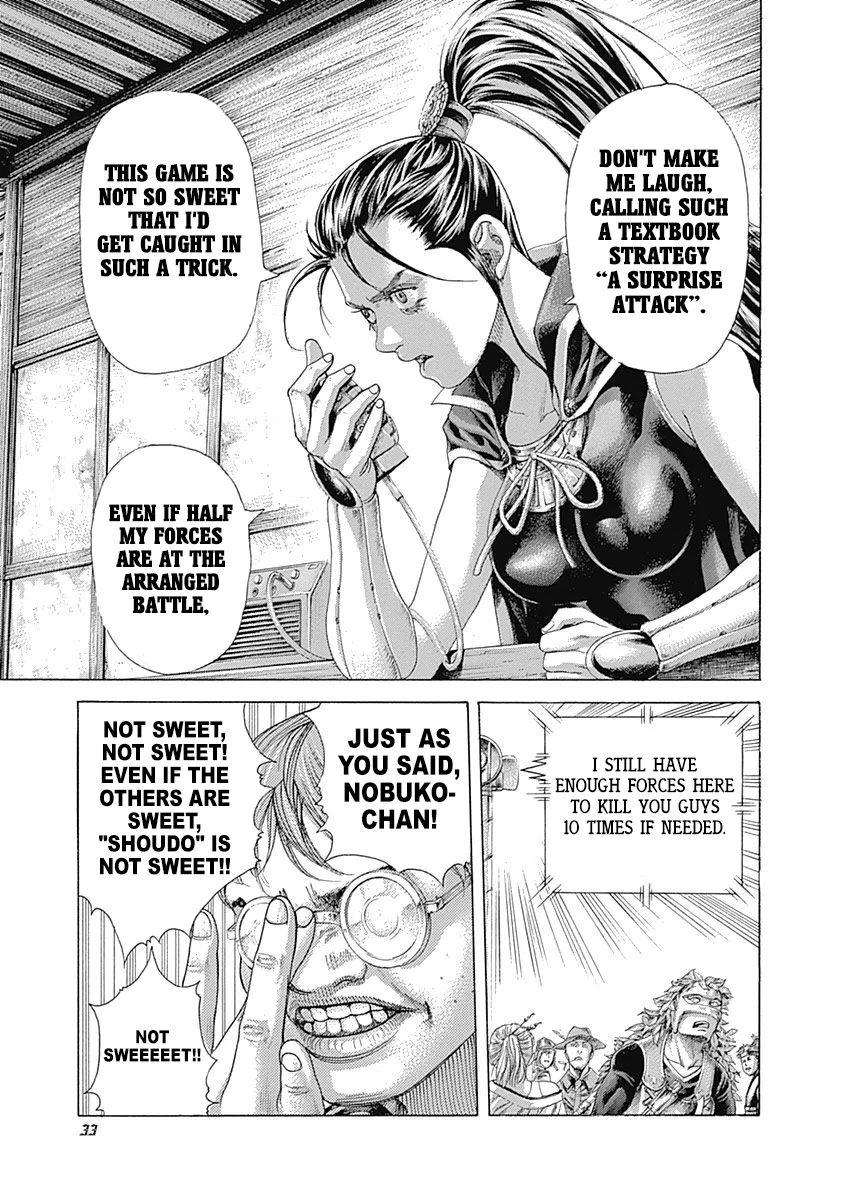 DON'T MAKE
ME LAUGH,
CALLING SUCH
A TEXTBOOK
STRATEGY
“A SURPRISE
ATTACK”.
THIS GAME IS
NOT SO SWEET
THAT I'D
GET CAUGHT IN
SUCH A TRICK.
EVEN IF HALF
MY FORCES
ARE AT THE
ARRANGED
BATTLE,
I STILL HAVE
ENOUGH FORCES HERE
TO KILL YOU GUYS
10 TIMES IF NEEDED.
JUST AS
YOU SAID,
NOBUKO-
CHAN!
NOT SWEET,
NOT SWEET!
EVEN IF THE
OTHERS ARE
SWEET,
"SHOUDO" IS
NOT SWEET!!
NOT
SWEEEEET!!
33